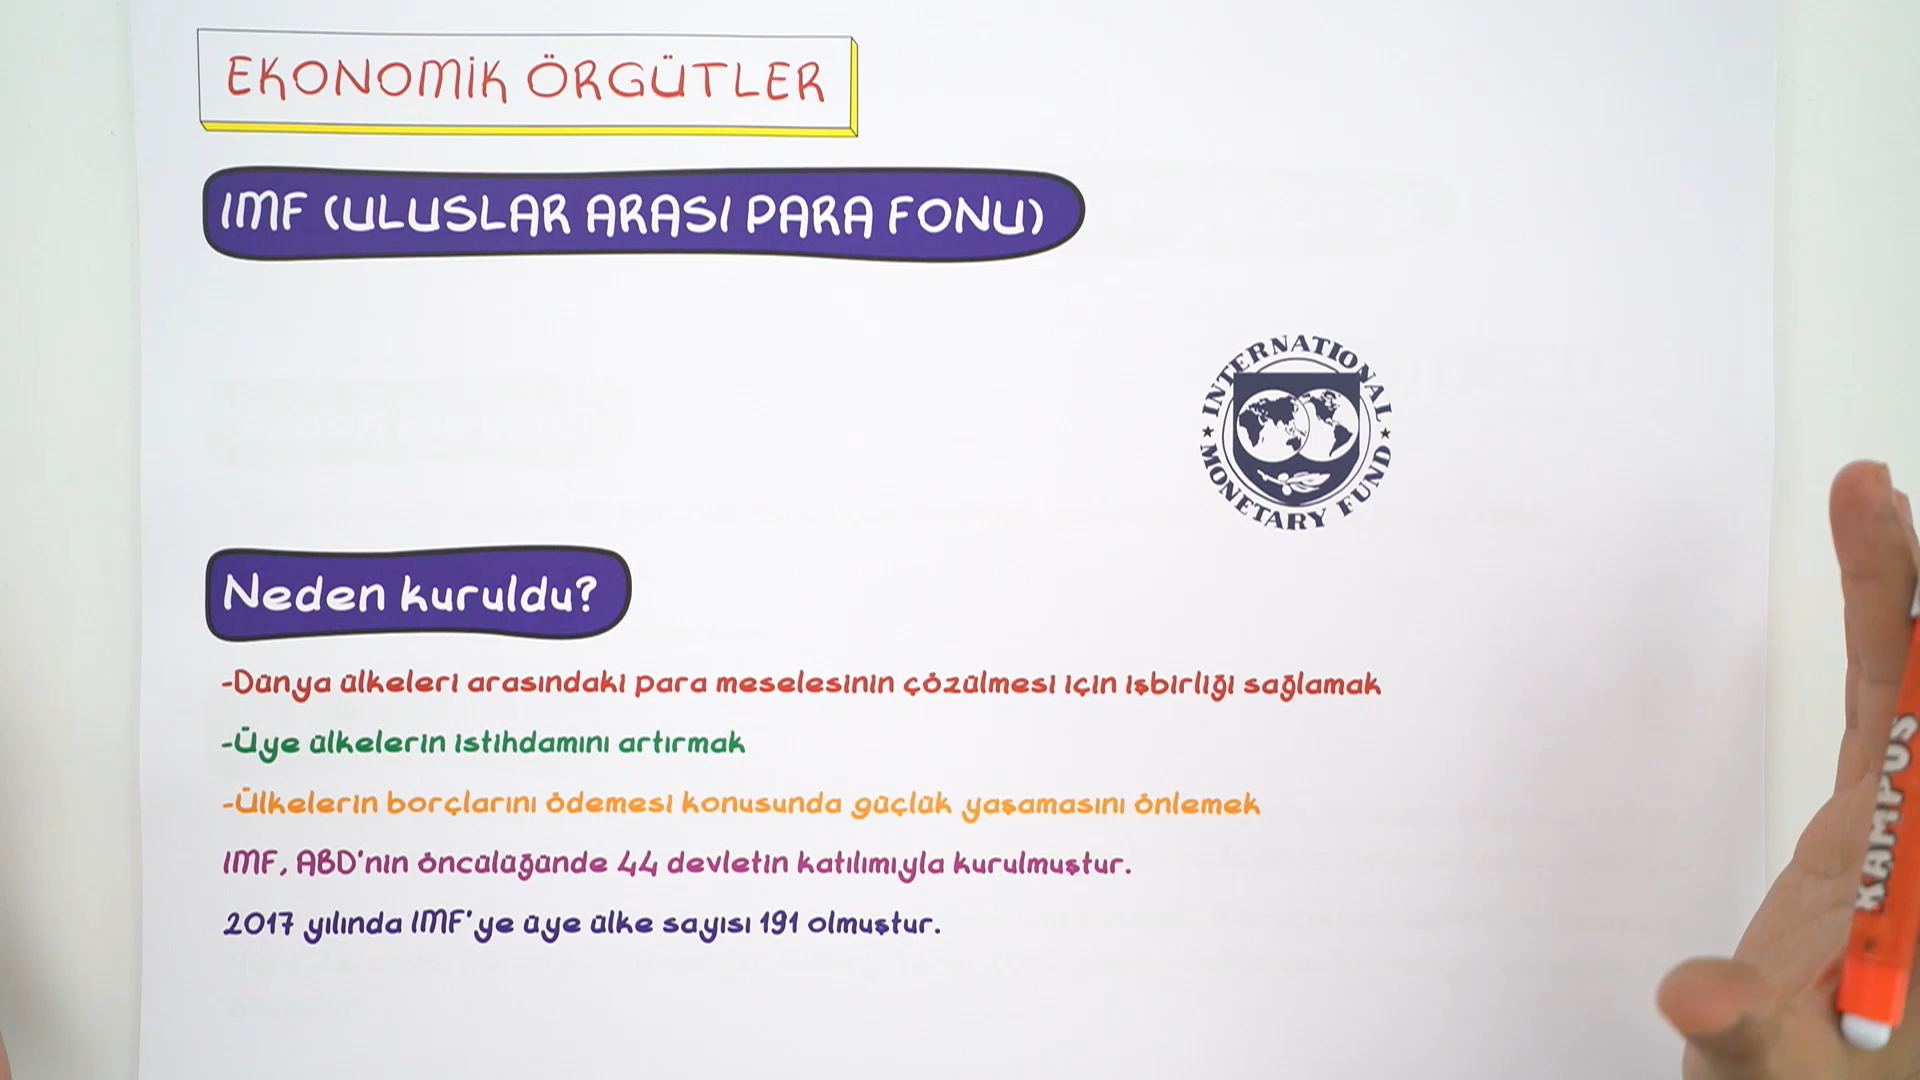 EKONOMİK ÖRGÜTLER
IMF (ULUSLAR ARASI PARA FONU)
INTERNATIONAL
MONETARY FUND
Neden kuruldu?
-Dünya ülkeleri arasındaki para meselesinin çözülmesi için işbirliği sağlamak
-Üye ülkelerin istihdamını artırmak
-Ülkelerin borçlarını ödemesi konusunda güçlük yaşamasını önlemek
IMF, ABD'nin öncülüğünde 44 devletin katılımıyla kurulmuştur.
2017 yılında IMF'ye üye ülke sayısı 191 olmuştur.
KAMPÜS